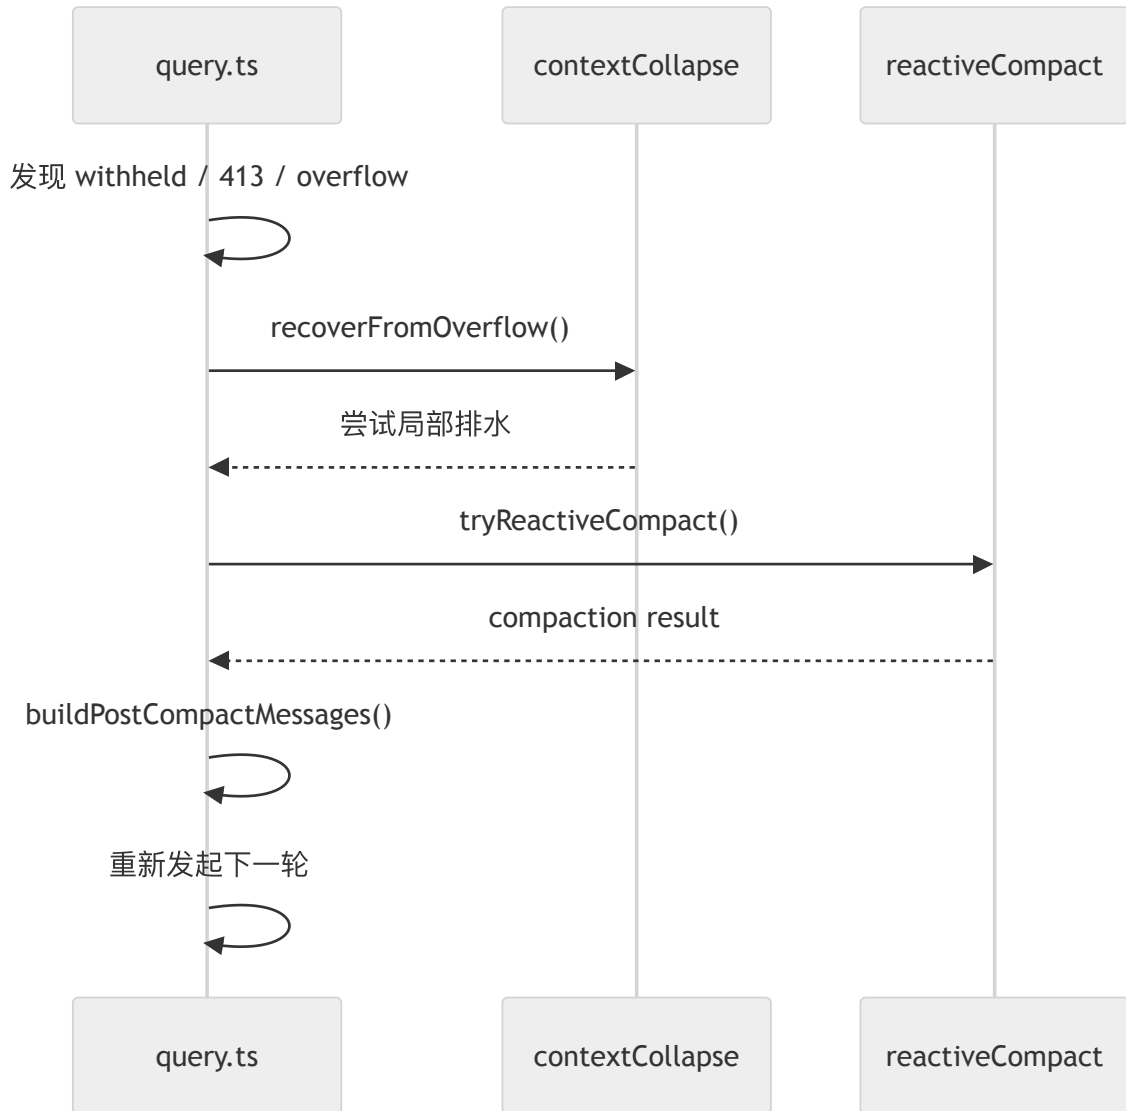 query.ts
contextCollapse
reactiveCompact
发现 withheld / 413 / overflow
recoverFromOverflow()
尝试局部排水
tryReactiveCompact()
compaction result
buildPostCompactMessages()
重新发起下一轮
query.ts
contextCollapse
reactiveCompact